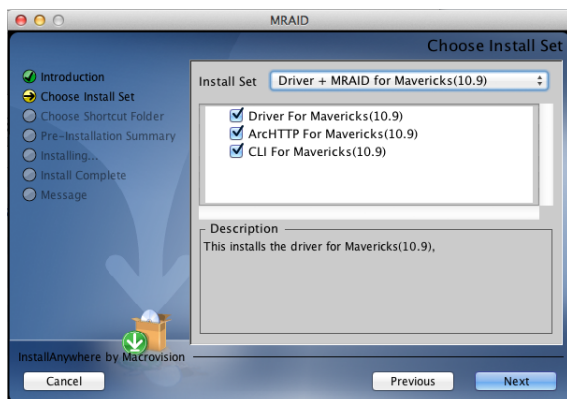 MRAID
Choose Install Set
Introduction
Choose Install Set
Choose Shortcut Folder
Pre-Installation Summary
Installing...
Install Complete
Message
Install Set
Driver + MRAID for Mavericks(10.9)
Driver For Mavericks(10.9)
ArcHTTP For Mavericks(10.9)
CLI For Mavericks(10.9)
Description
This installs the driver for Mavericks(10.9),
InstallAnywhere by Macrovision
Cancel
Previous
Next